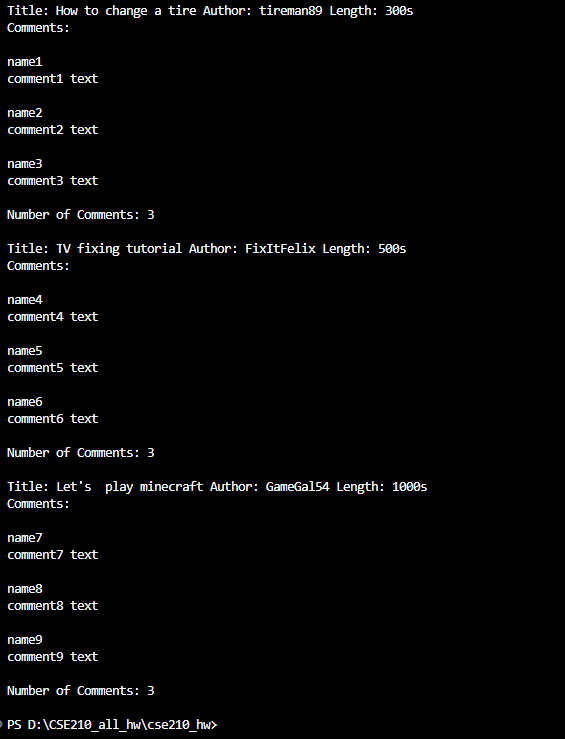 Title: How to change a tire Author: tireman89 Length: 300s
Comments:
name1
comment1 text
name2
comment2 text
name3
comment3 text
Number of Comments: 3
Title: TV fixing tutorial Author: FixItFelix Length: 500s
Comments:
name4
comment4 text
name5
comment5 text
name6
comment6 text
Number of Comments: 3
Title: Let's  play minecraft Author: GameGal54 Length: 1000s
Comments:
name7
comment7 text
name8
comment8 text
name9
comment9 text
Number of Comments: 3
PS D:\CSE210_all_hw\cse210_hw>